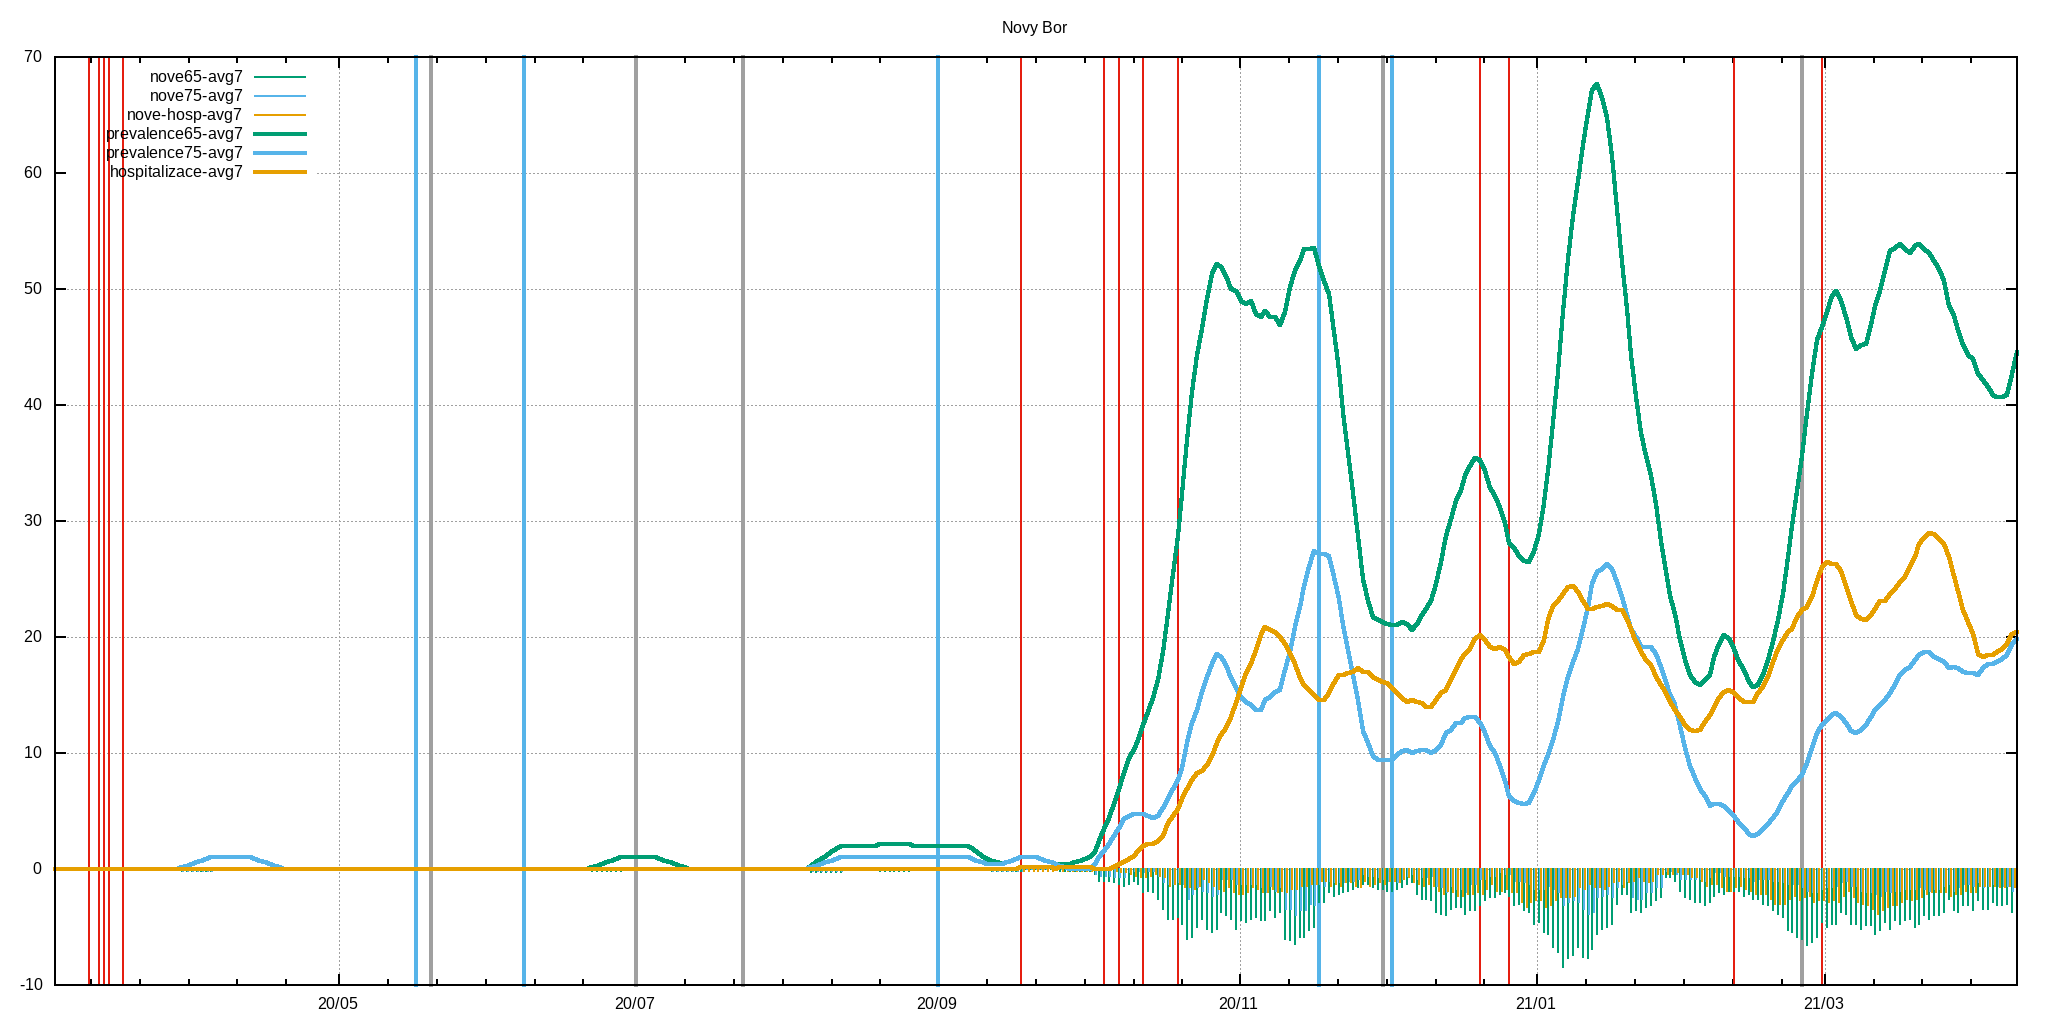 Novy Bor
70
nove65-avg7
nove75-avg7
nove-hosp-avg7
prevalence65-avg7
prevalence75-avg7
hospitalizace-avg7
60
50
40
30
20
10
0
-10
20/05 20/07 20/09 20/11 21/01 21/03